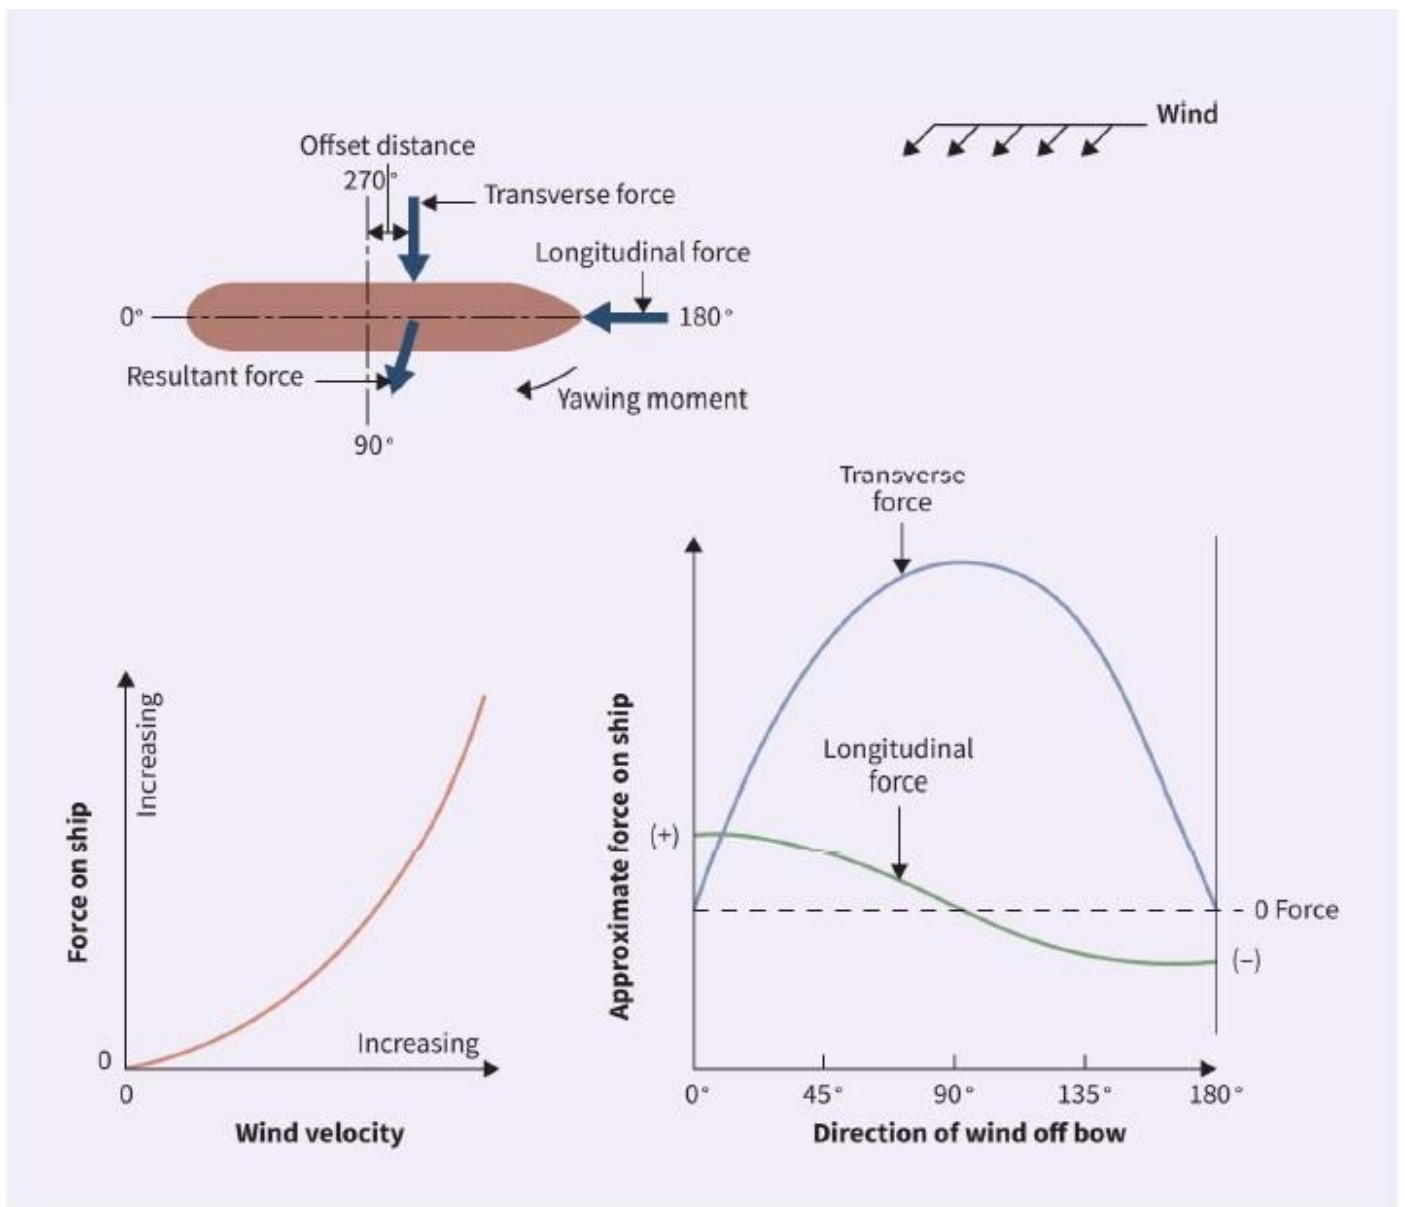 Wind
Offset distance
270°
Transverse force
Longitudinal force
0°
180°
Resultant force
Yawing moment
90°
Transverse
force
Increasing
Force on ship
Increasing
0
0
Wind velocity
Approximate force on ship
Longitudinal
force
(+)
0 Force
(–)
0° 45° 90° 135° 180°
Direction of wind off bow